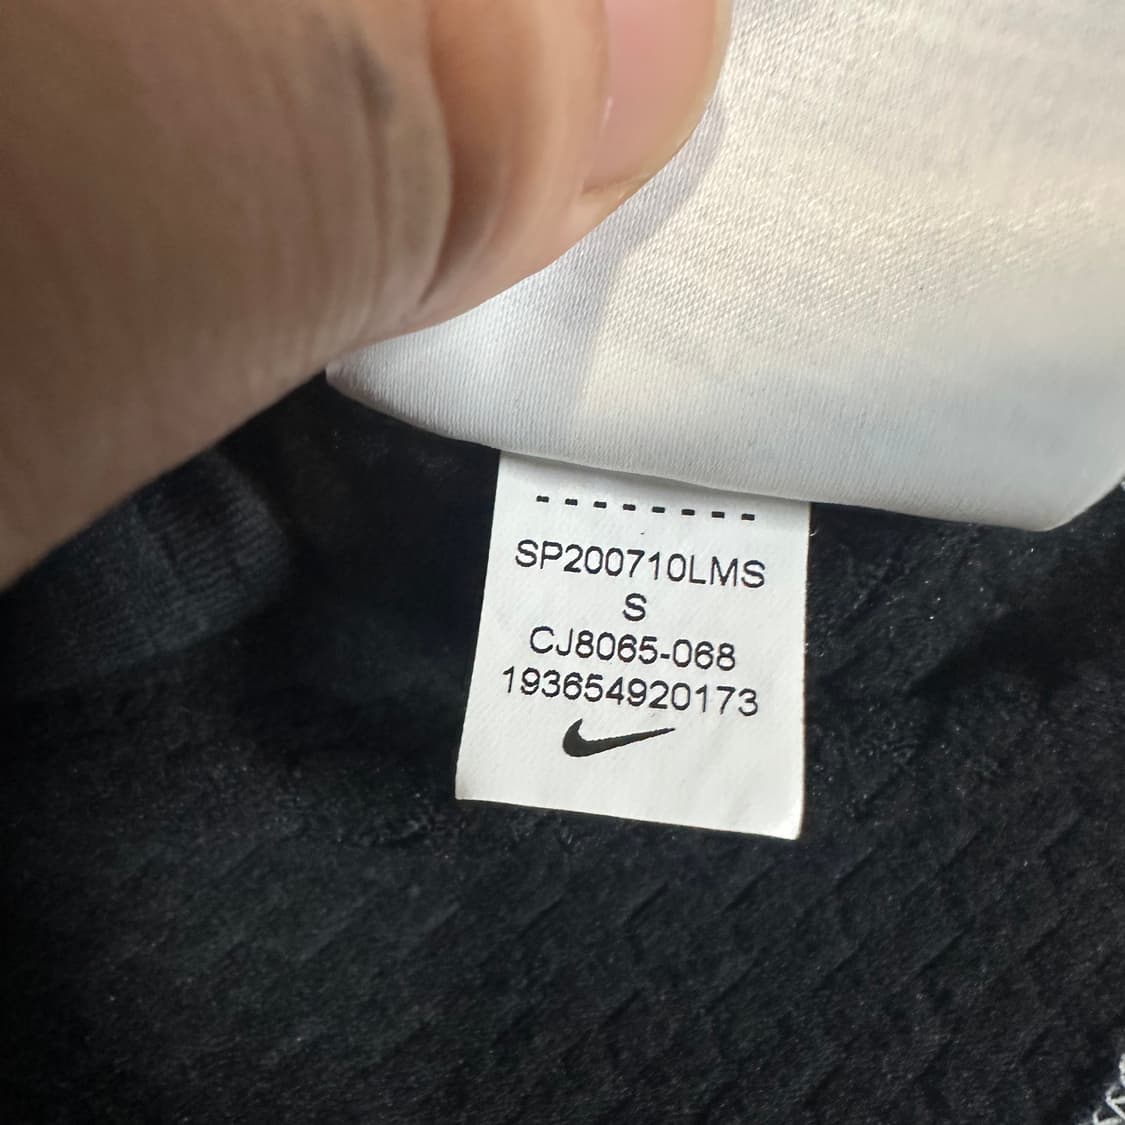 --------
SP200710LMS
S
CJ8065-068
193654920173